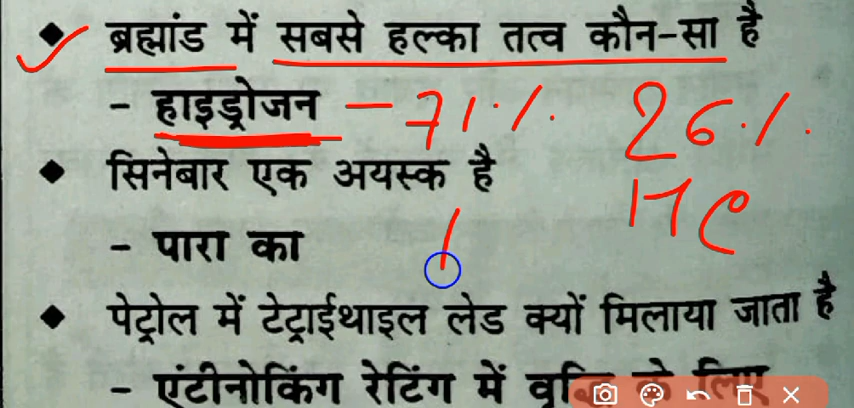 ◆ ब्रह्मांड में सबसे हल्का तत्व कौन-सा है
- हाइड्रोजन - 71% 26%
◆ सिनेबार एक अयस्क है He
- पारा का
◆ पेट्रोल में टेट्राईथाइल लेड क्यों मिलाया जाता है
- एंटीनोकिंग रेटिंग में के लिए